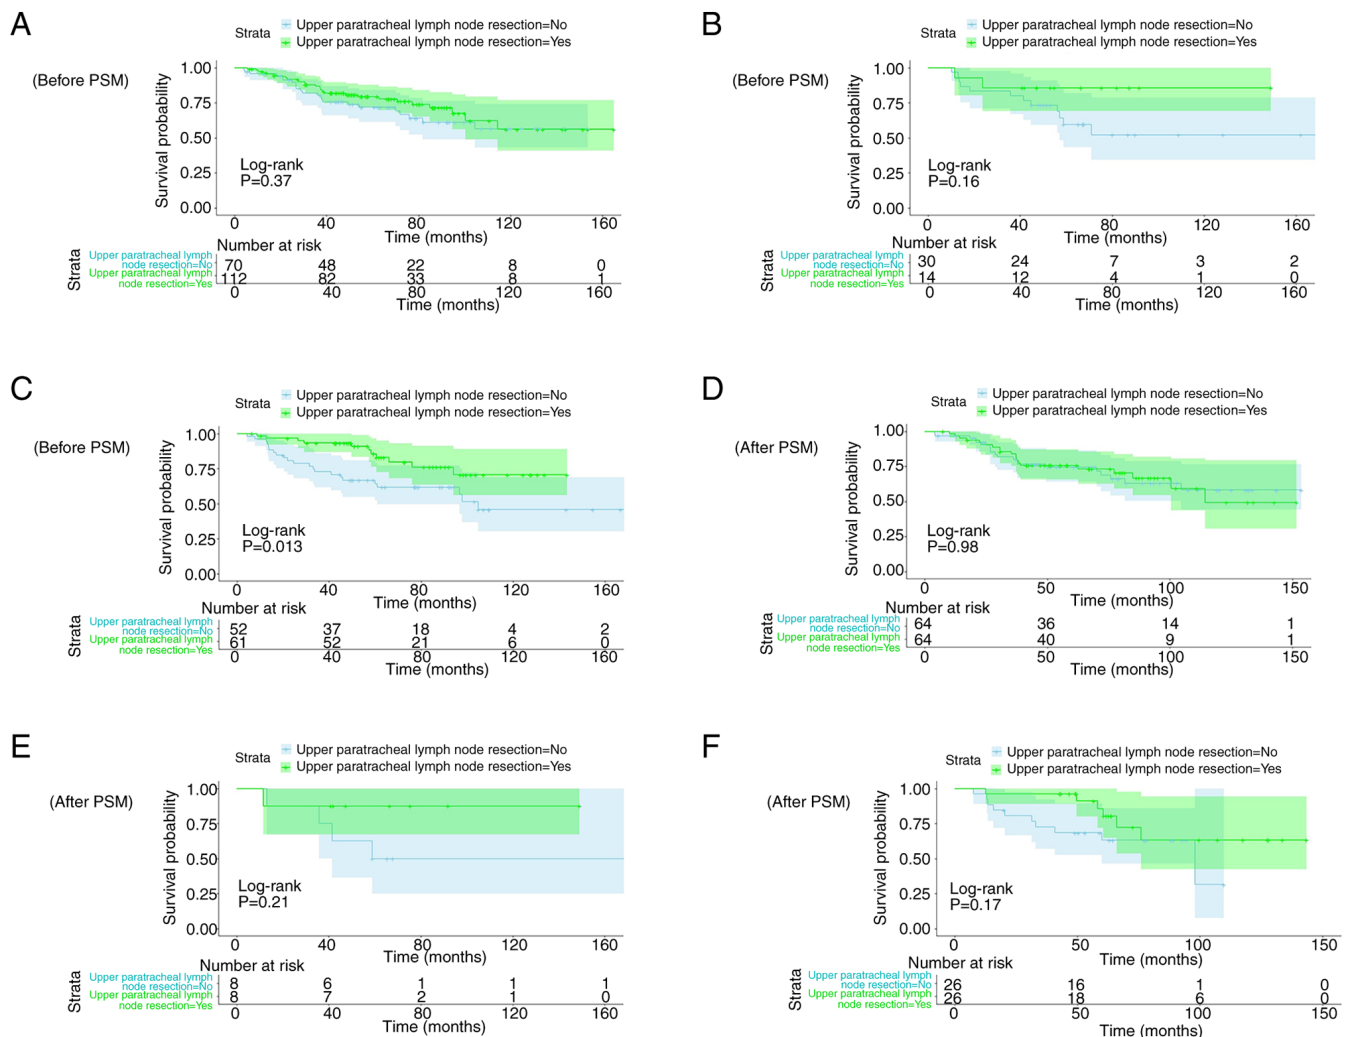 A
Strata
Upper paratracheal lymph node resection=No
Upper paratracheal lymph node resection=Yes
(Before PSM)
Survival probability
1.00
0.75
0.50
0.25
0.00
Log-rank
P=0.37
0 40 80 120 160
Time (months)
Number at risk
Strata
Upper paratracheal lymph
node resection=No
70 48 22 8 0
Upper paratracheal lymph
node resection=Yes
112 82 33 8 1
0 40 80 120 160
Time (months)
B
Strata
Upper paratracheal lymph node resection=No
Upper paratracheal lymph node resection=Yes
(Before PSM)
Survival probability
1.00
0.75
0.50
0.25
0.00
Log-rank
P=0.16
0 40 80 120 160
Time (months)
Number at risk
Strata
Upper paratracheal lymph
node resection=No
30 24 7 3 2
Upper paratracheal lymph
node resection=Yes
14 12 4 1 0
0 40 80 120 160
Time (months)
C
Strata
Upper paratracheal lymph node resection=No
Upper paratracheal lymph node resection=Yes
(Before PSM)
Survival probability
1.00
0.75
0.50
0.25
0.00
Log-rank
P=0.013
0 40 80 120 160
Time (months)
Number at risk
Strata
Upper paratracheal lymph
node resection=No
52 37 18 4 2
Upper paratracheal lymph
node resection=Yes
61 52 21 6 0
0 40 80 120 160
Time (months)
D
Strata
Upper paratracheal lymph node resection=No
Upper paratracheal lymph node resection=Yes
(After PSM)
Survival probability
1.00
0.75
0.50
0.25
0.00
Log-rank
P=0.98
0 50 100 150
Time (months)
Number at risk
Strata
Upper paratracheal lymph
node resection=No
64 36 14 1
Upper paratracheal lymph
node resection=Yes
64 40 9 1
0 50 100 150
Time (months)
E
Strata
Upper paratracheal lymph node resection=No
Upper paratracheal lymph node resection=Yes
(After PSM)
Survival probability
1.00
0.75
0.50
0.25
0.00
Log-rank
P=0.21
0 40 80 120 160
Time (months)
Number at risk
Strata
Upper paratracheal lymph
node resection=No
8 6 1 1 1
Upper paratracheal lymph
node resection=Yes
8 7 2 1 0
0 40 80 120 160
Time (months)
F
Strata
Upper paratracheal lymph node resection=No
Upper paratracheal lymph node resection=Yes
(After PSM)
Survival probability
1.00
0.75
0.50
0.25
0.00
Log-rank
P=0.17
0 50 100 150
Time (months)
Number at risk
Strata
Upper paratracheal lymph
node resection=No
26 16 1 0
Upper paratracheal lymph
node resection=Yes
26 18 6 0
0 50 100 150
Time (months)